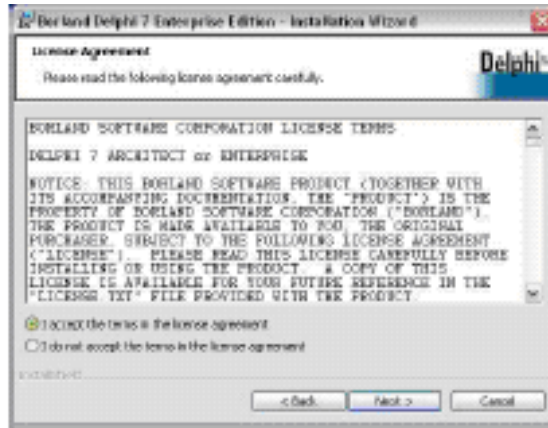 Borland Delphi 7 Enterprise Edition - Installation Wizard
License Agreement
Please read the following license agreement carefully.
Delphi
BORLAND SOFTWARE CORPORATION LICENSE TERMS
DELPHI 7 ARCHITECT or ENTERPRISE
NOTICE: THIS BORLAND SOFTWARE PRODUCT (TOGETHER WITH
ITS ACCOMPANYING DOCUMENTATION, THE "PRODUCT") IS THE
PROPERTY OF BORLAND SOFTWARE CORPORATION ("BORLAND").
THE PRODUCT IS MADE AVAILABLE TO YOU, THE ORIGINAL
PURCHASER, SUBJECT TO THE FOLLOWING LICENSE AGREEMENT
("LICENSE"). PLEASE READ THIS LICENSE CAREFULLY BEFORE
INSTALLING OR USING THE PRODUCT. A COPY OF THIS
LICENSE IS AVAILABLE FOR YOUR FUTURE REFERENCE IN THE
"LICENSE.TXT" FILE PROVIDED WITH THE PRODUCT.
I accept the terms in the license agreement
I do not accept the terms in the license agreement
InstallShield
< Back
Next >
Cancel